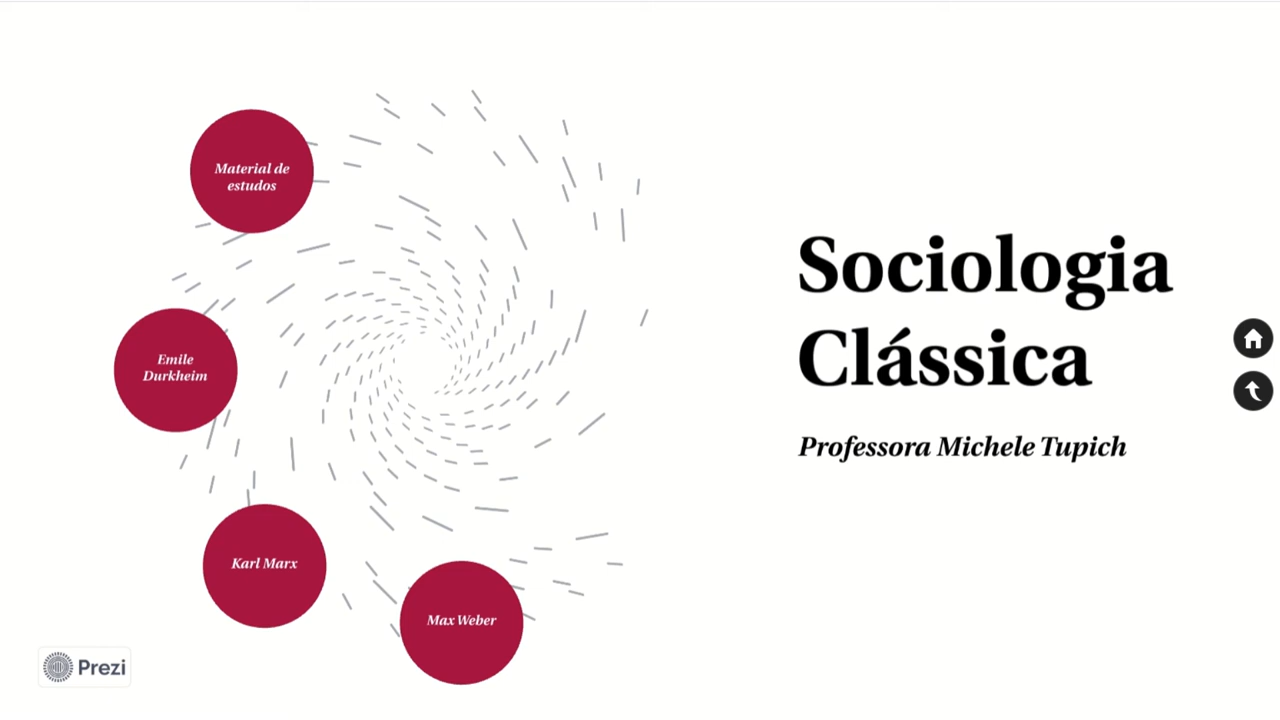 Material de
estudos
Emile
Durkheim
Karl Marx
Max Weber
Sociologia
Clássica
Professora Michele Tupich
Prezi